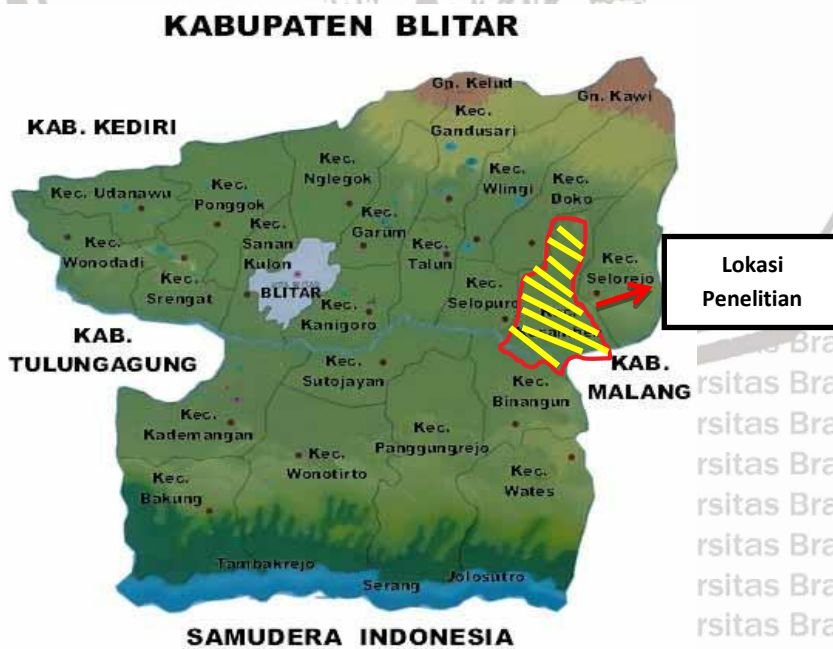 KABUPATEN BLITAR
Gn. Kelud
Gn. Kawi
Kec.
Gandusari
KAB. KEDIRI
Kec.
Nglegok
Kec.
Wlingi
Kec.
Doko
Kec. Udanawu
Kec.
Ponggok
Kec.
Garum
Kec.
Wonodadi
Kec.
Sanan
Kulon
Kec.
Talun
Kec.
Selorejo
Lokasi
Penelitian
Kec.
Srengat
BLITAR
Kec.
Selopuro
Kec.
Kanigoro
KAB.
TULUNGAGUNG
Kec.
Sutojayan
KAB.
MALANG
Kec.
Binangun
Kec.
Kademangan
Kec.
Panggungrejo
Kec.
Wonotirto
Kec.
Wates
Kec.
Bakung
Tambakrejo
Serang
Jolosutro
SAMUDERA INDONESIA
Bra
rsitas Bra
rsitas Bra
rsitas Bra
rsitas Bra
rsitas Bra
rsitas Bra
rsitas Bra